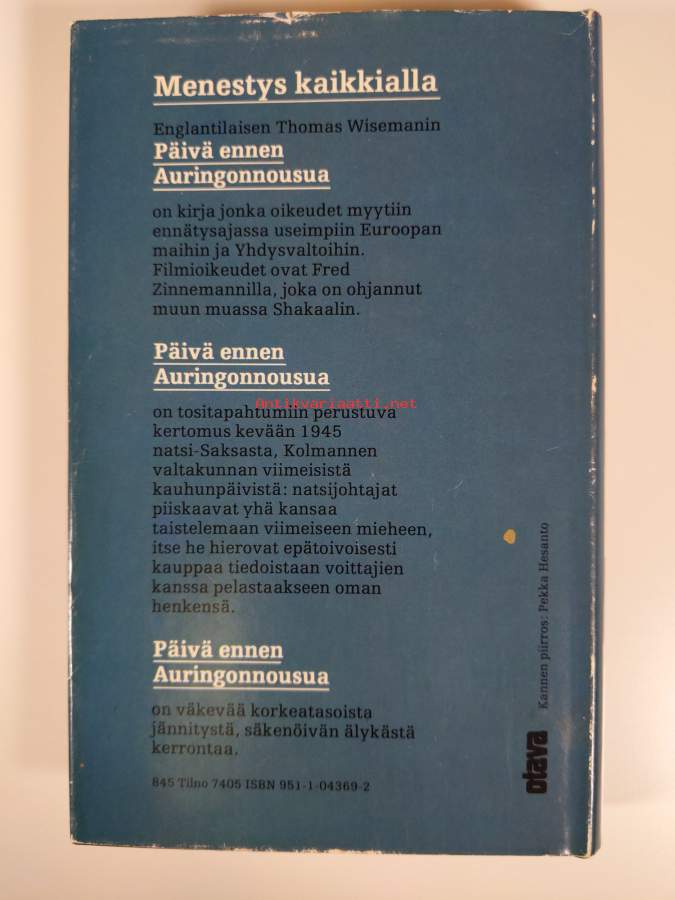 Menestys kaikkialla
Englantilaisen Thomas Wisemanin
Päivä ennen
Auringonnousua
on kirja jonka oikeudet myytiin
ennätysajassa useimpiin Euroopan
maihin ja Yhdysvaltoihin.
Filmioikeudet ovat Fred
Zinnemannilla, joka on ohjannut
muun muassa Shakaalin.
Päivä ennen
Auringonnousua
Antikvariaatti.net
on tositapahtumiin perustuva
kertomus kevään 1945
natsi-Saksasta, Kolmannen
valtakunnan viimeisistä
kauhunpäivistä: natsijohtajat
piiskaavat yhä kansaa
taistelemaan viimeiseen mieheen,
itse he hierovat epätoivoisesti
kauppaa tiedoistaan voittajien
kanssa pelastaakseen oman
henkensä.
Päivä ennen
Auringonnousua
on väkevää korkeatasoista
jännitystä, säkenöivän älykästä
kerrontaa.
845 Tilno 7405 ISBN 951-1-04369-2
Kannen piirros: Pekka Hesanto
otava